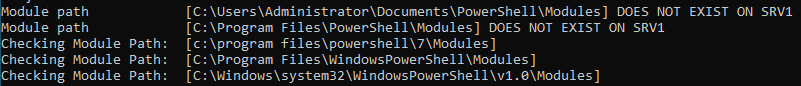 Module path            [C:\Users\Administrator\Documents\PowerShell\Modules] DOES NOT EXIST ON SRV1
Module path            [C:\Program Files\PowerShell\Modules] DOES NOT EXIST ON SRV1
Checking Module Path:  [c:\program files\powershell\7\Modules]
Checking Module Path:  [C:\Program Files\WindowsPowerShell\Modules]
Checking Module Path:  [C:\Windows\system32\WindowsPowerShell\v1.0\Modules]